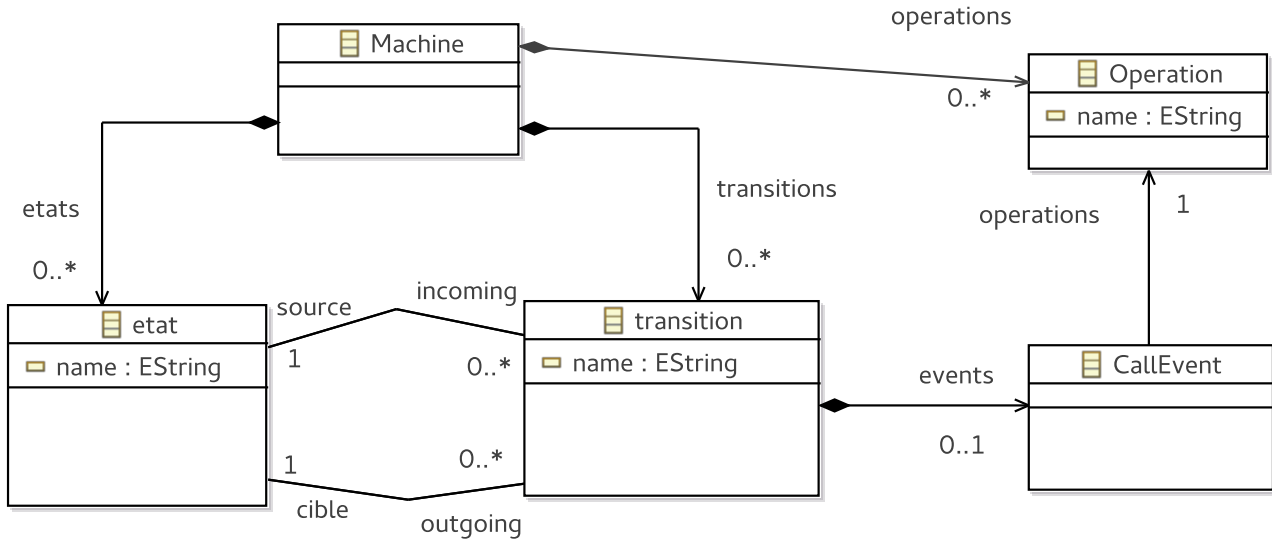 operations
Machine
Operation
0..*
name : EString
transitions
etats
operations
1
0..*
0..*
source
incoming
etat
transition
1
0..*
name : EString
name : EString
CallEvent
events
0..1
1
0..*
cible
outgoing